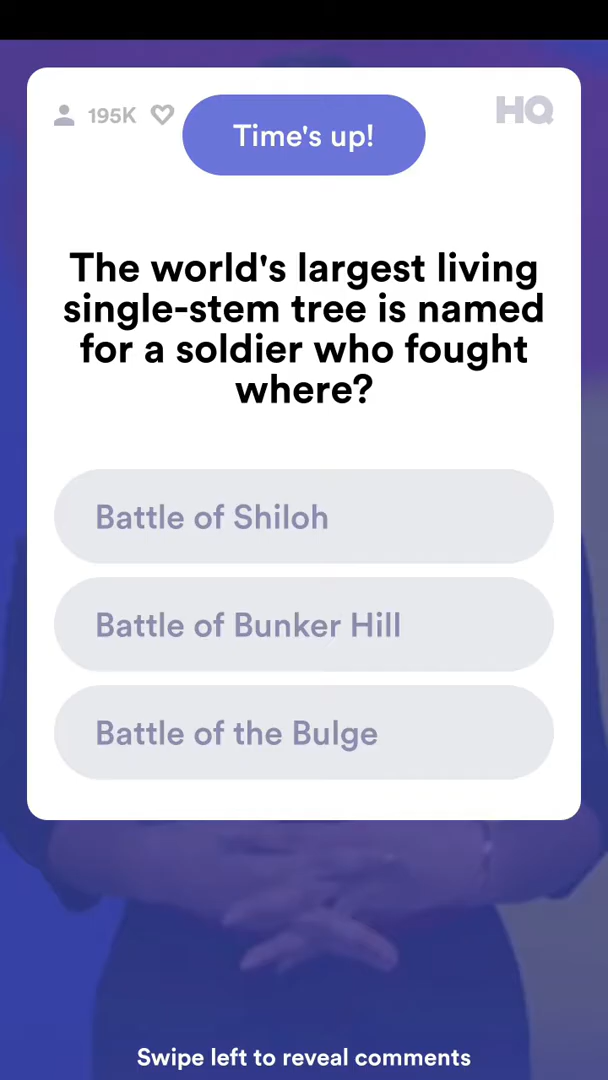 195K
Time's up!
HQ
The world's largest living
single-stem tree is named
for a soldier who fought
where?
Battle of Shiloh
Battle of Bunker Hill
Battle of the Bulge
Swipe left to reveal comments